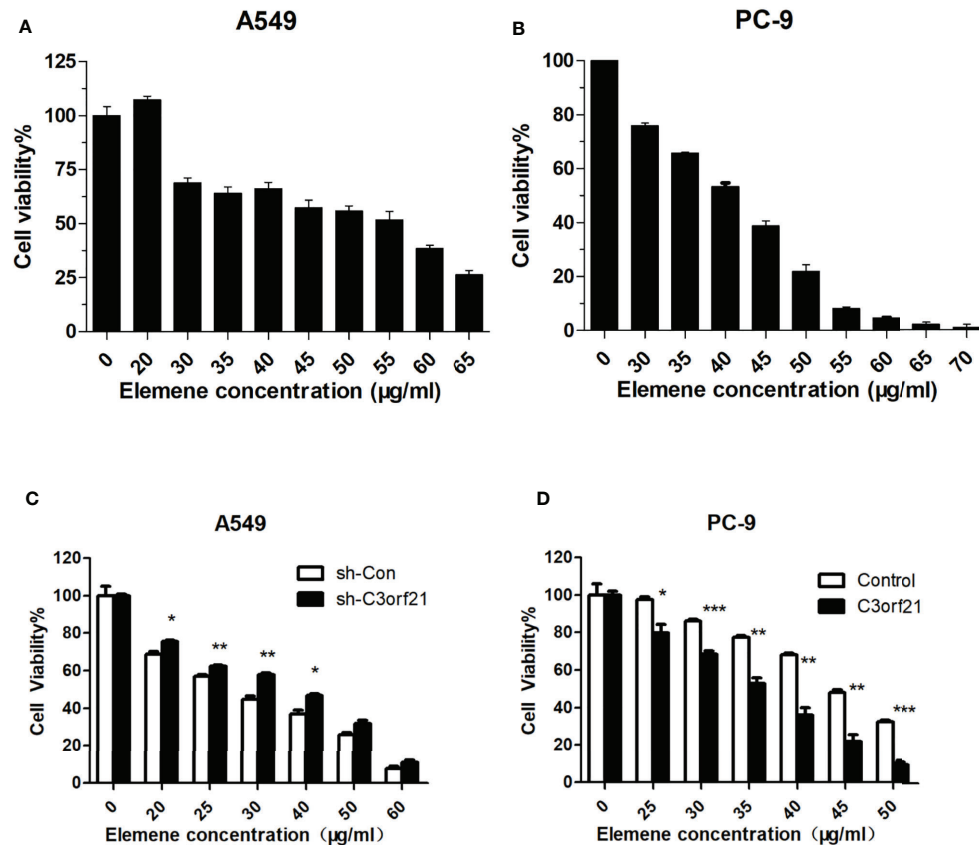 A
A549
Cell viability%
125
100
75
50
25
0
0 20 30 35 40 45 50 55 60 65
Elemene concentration (µg/ml)
B
PC-9
Cell viability%
100
80
60
40
20
0
0 30 35 40 45 50 55 60 65 70
Elemene concentration (µg/ml)
C
A549
Cell Viability%
120
100
80
60
40
20
0
sh-Con
sh-C3orf21
* ** ** *
0 20 25 30 40 50 60
Elemene concentration（µg/ml）
D
PC-9
Cell Viability%
120
100
80
60
40
20
0
Control
C3orf21
* *** ** ** ** ***
0 25 30 35 40 45 50
Elemene concentration（µg/ml）